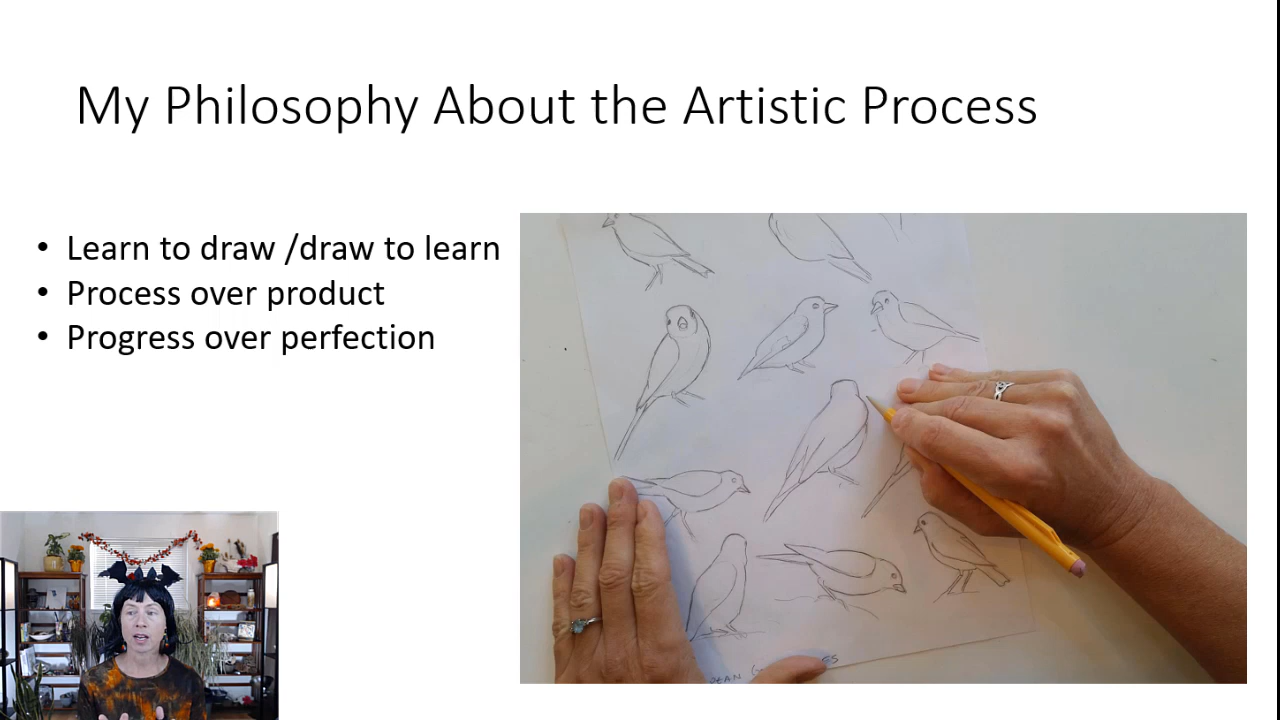 My Philosophy About the Artistic Process
• Learn to draw /draw to learn
• Process over product
• Progress over perfection